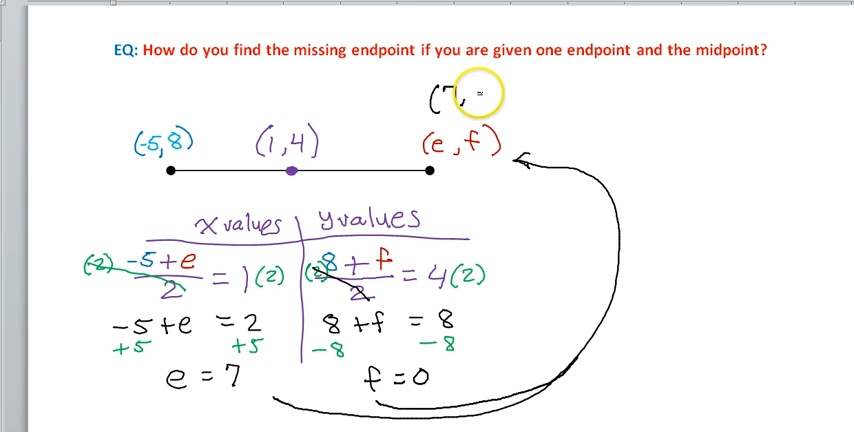 EQ: How do you find the missing endpoint if you are given one endpoint and the midpoint?
(7,
(-5,8) (1,4) (e,f)
x values y values
(2) -5+e/2 = 1(2) (2) 8+f/2 = 4(2)
-5+e = 2 8+f = 8
+5 +5 -8 -8
e = 7 f = 0